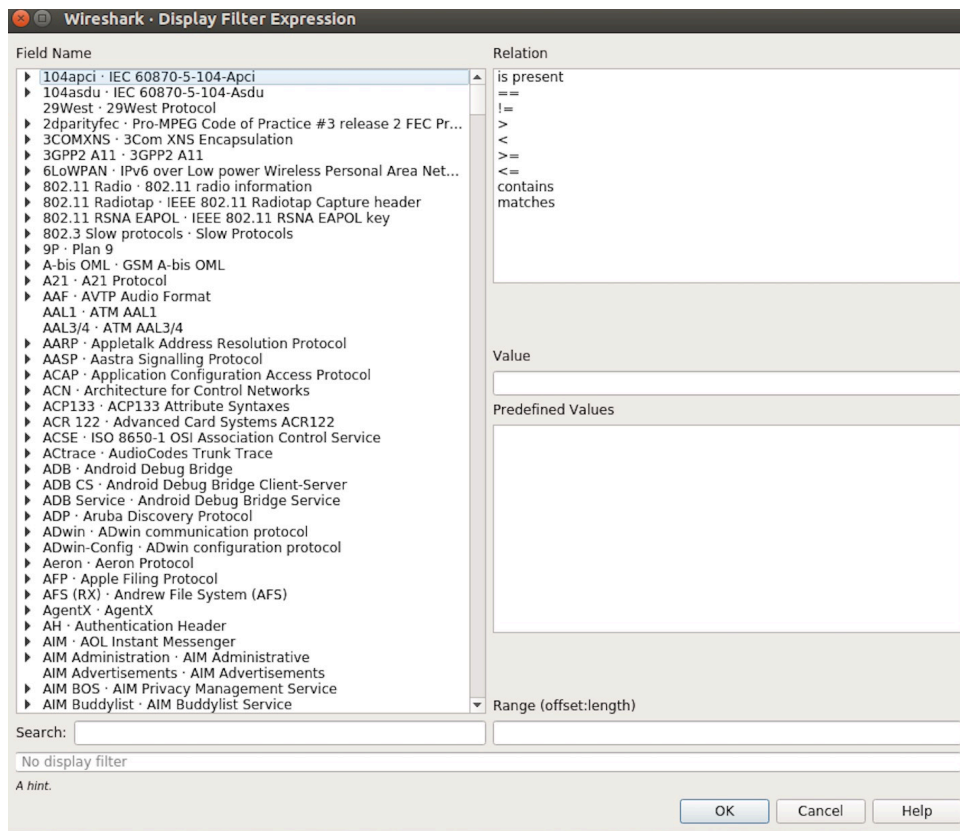 Wireshark · Display Filter Expression
Field Name
104apci · IEC 60870-5-104-Apci
104asdu · IEC 60870-5-104-Asdu
29West · 29West Protocol
2dparityfec · Pro-MPEG Code of Practice #3 release 2 FEC Pr...
3COMXNS · 3Com XNS Encapsulation
3GPP2 A11 · 3GPP2 A11
6LoWPAN · IPv6 over Low power Wireless Personal Area Net...
802.11 Radio · 802.11 radio information
802.11 Radiotap · IEEE 802.11 Radiotap Capture header
802.11 RSNA EAPOL · IEEE 802.11 RSNA EAPOL key
802.3 Slow protocols · Slow Protocols
9P · Plan 9
A-bis OML · GSM A-bis OML
A21 · A21 Protocol
AAF · AVTP Audio Format
AAL1 · ATM AAL1
AAL3/4 · ATM AAL3/4
AARP · Appletalk Address Resolution Protocol
AASP · Aastra Signalling Protocol
ACAP · Application Configuration Access Protocol
ACN · Architecture for Control Networks
ACP133 · ACP133 Attribute Syntaxes
ACR 122 · Advanced Card Systems ACR122
ACSE · ISO 8650-1 OSI Association Control Service
ACtrace · AudioCodes Trunk Trace
ADB · Android Debug Bridge
ADB CS · Android Debug Bridge Client-Server
ADB Service · Android Debug Bridge Service
ADP · Aruba Discovery Protocol
ADwin · ADwin communication protocol
ADwin-Config · ADwin configuration protocol
Aeron · Aeron Protocol
AFP · Apple Filing Protocol
AFS (RX) · Andrew File System (AFS)
AgentX · AgentX
AH · Authentication Header
AIM · AOL Instant Messenger
AIM Administration · AIM Administrative
AIM Advertisements · AIM Advertisements
AIM BOS · AIM Privacy Management Service
AIM Buddylist · AIM Buddylist Service
Search:
Relation
is present
==
!=
>
<
>=
<=
contains
matches
Value
Predefined Values
Range (offset:length)
No display filter
A hint.
OK
Cancel
Help